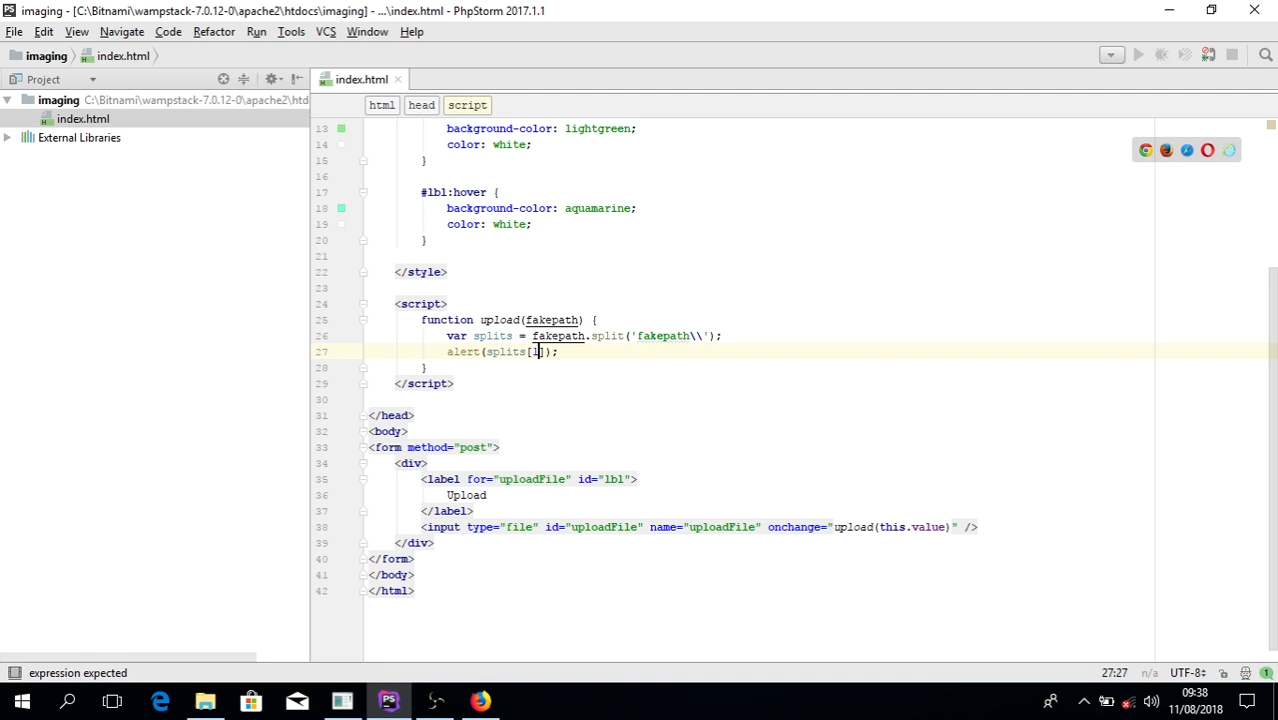 imaging - [C:\Bitnami\wampstack-7.0.12-0\apache2\htdocs\imaging] - ...\index.html - PhpStorm 2017.1.1
File Edit View Navigate Code Refactor Run Tools VCS Window Help
imaging index.html
Project index.html
imaging C:\Bitnami\wampstack-7.0.12-0\apache2\htd
index.html
External Libraries
html head script
13 background-color: lightgreen;
14 color: white;
15 }
16
17 #lbl:hover {
18 background-color: aquamarine;
19 color: white;
20 }
21
22 </style>
23
24 <script>
25 function upload(fakepath) {
26 var splits = fakepath.split('fakepath\\');
27 alert(splits[1]);
28 }
29 </script>
30
31 </head>
32 <body>
33 <form method="post">
34 <div>
35 <label for="uploadFile" id="lbl">
36 Upload
37 </label>
38 <input type="file" id="uploadFile" name="uploadFile" onchange="upload(this.value)" />
39 </div>
40 </form>
41 </body>
42 </html>
expression expected 27:27 n/a UTF-8 1
PS
09:38
11/08/2018